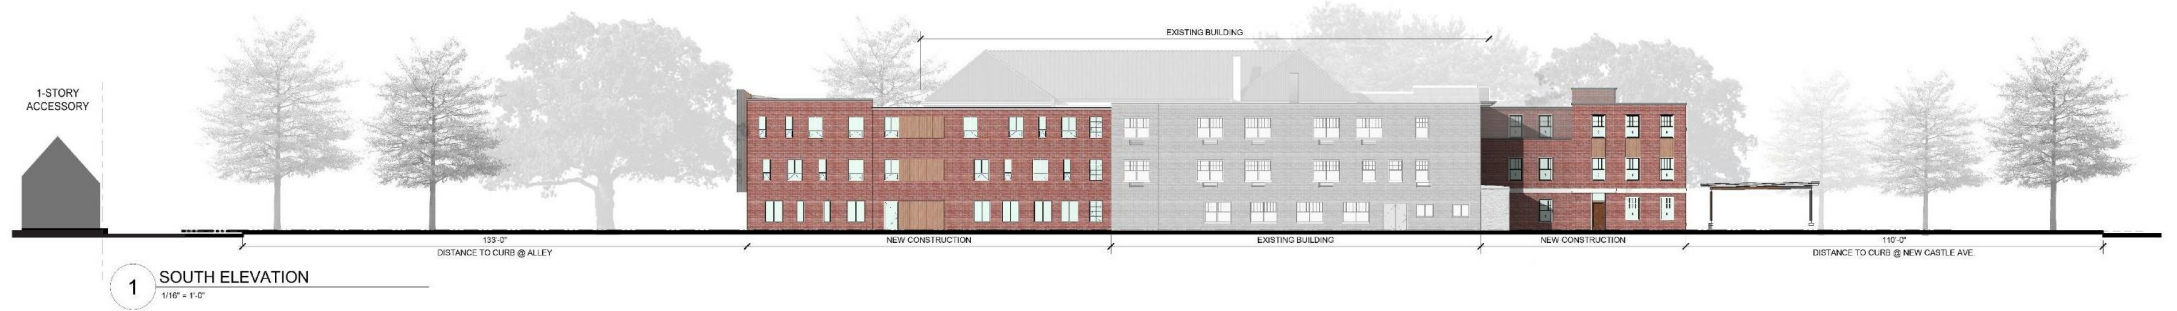 EXISTING BUILDING
1-STORY
ACCESSORY
133'-0"
DISTANCE TO CURB @ ALLEY
NEW CONSTRUCTION
EXISTING BUILDING
NEW CONSTRUCTION
110'-0"
DISTANCE TO CURB @ NEW CASTLE AVE.
1
SOUTH ELEVATION
1/16" = 1'-0"